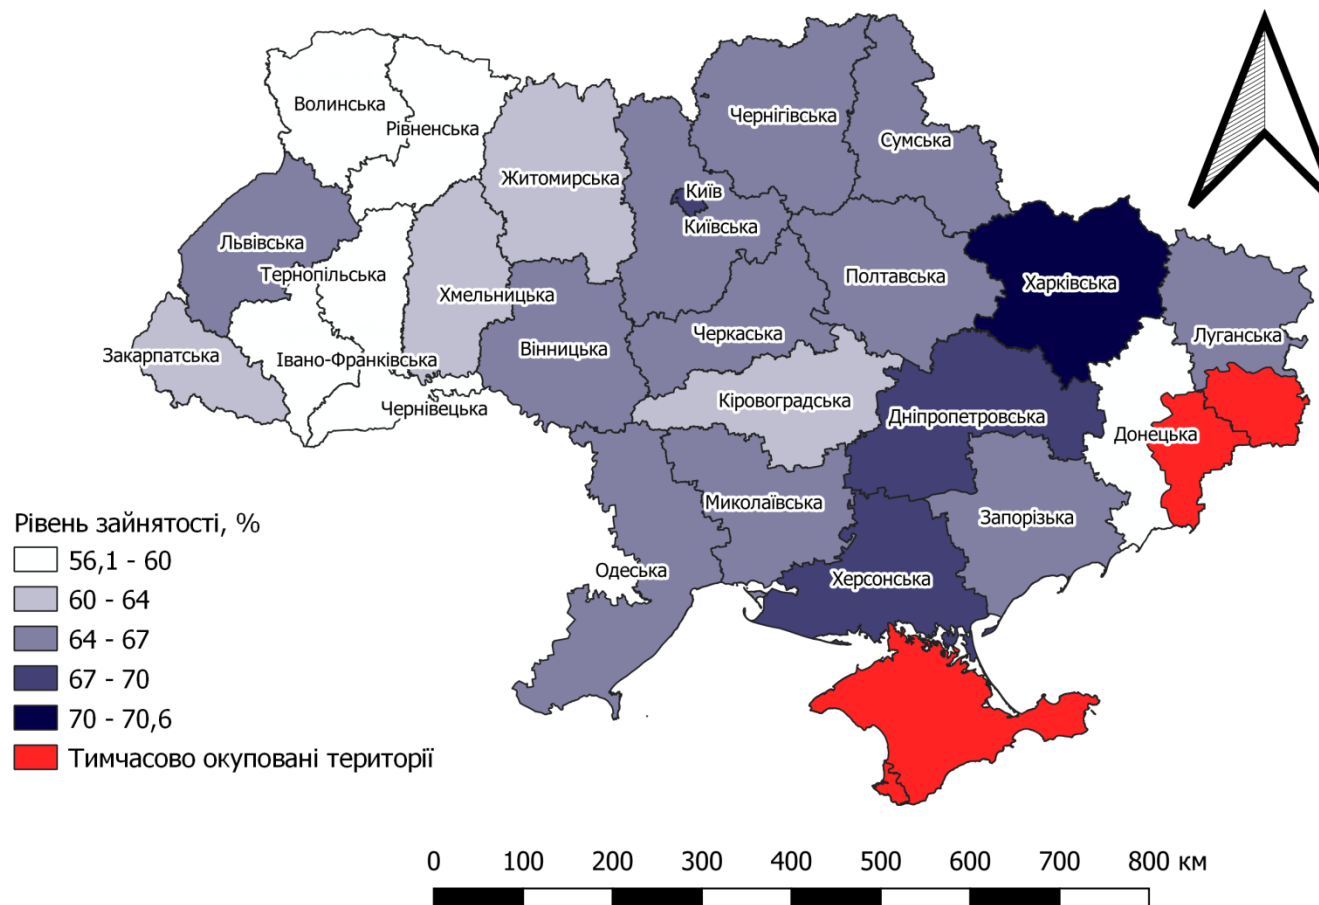 Волинська
Рівненська
Чернігівська
Сумська
Житомирська
Київ
Київська
Львівська
Тернопільська
Полтавська
Харківська
Хмельницька
Луганська
Черкаська
Вінницька
Закарпатська
Івано-Франківська
Чернівецька
Кіровоградська
Дніпропетровська
Донецька
Миколаївська
Запорізька
Одеська
Херсонська
Рівень зайнятості, %
56,1 - 60
60 - 64
64 - 67
67 - 70
70 - 70,6
Тимчасово окуповані території
0 100 200 300 400 500 600 700 800 км